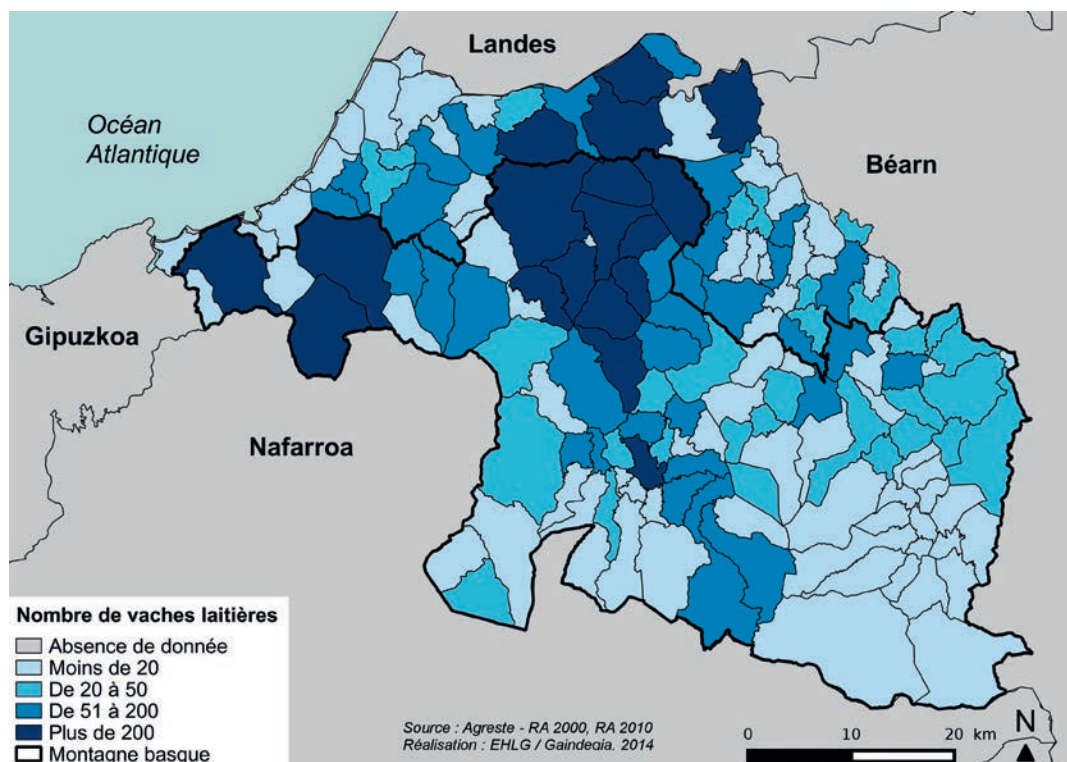 Landes
Océan
Atlantique
Béarn
Gipuzkoa
Nafarroa
Nombre de vaches laitières
Absence de donnée
Moins de 20
De 20 à 50
De 51 à 200
Plus de 200
Montagne basque
Source : Agreste - RA 2000, RA 2010
Réalisation : EHLG / Gaindegia, 2014
0 10 20 km
N